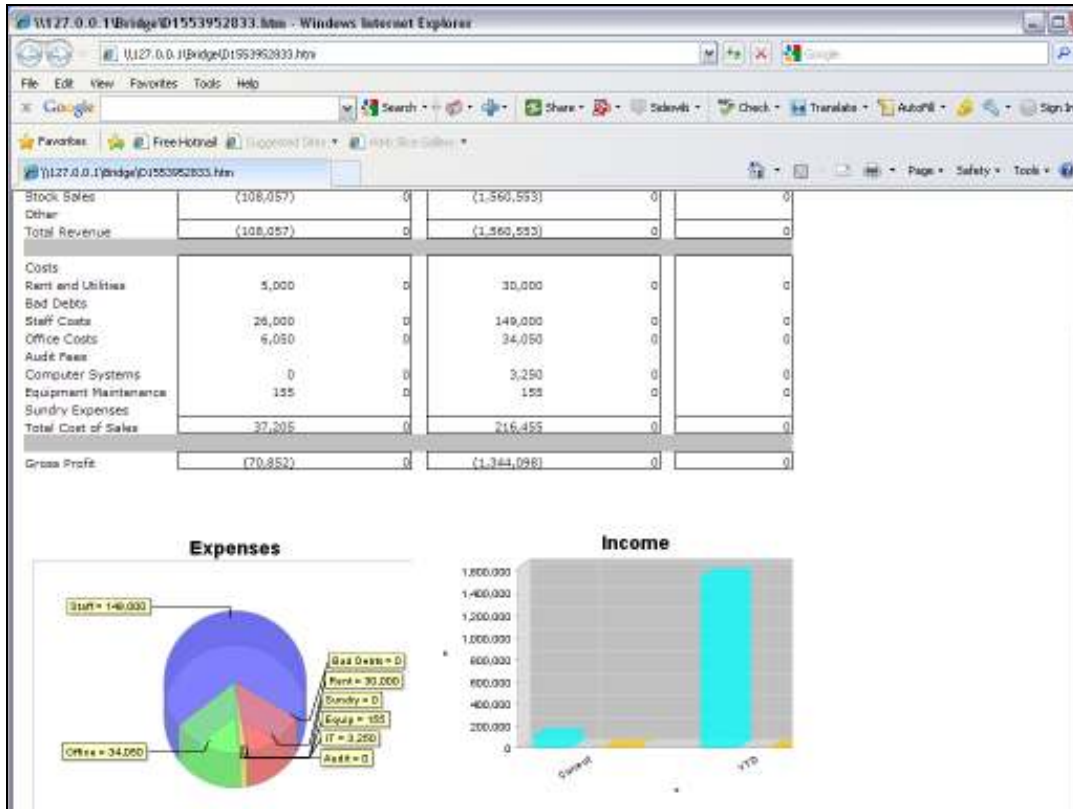 \\127.0.0.1\Bridge\D1553952833.htm - Windows Internet Explorer
\\127.0.0.1\Bridge\D1553952833.htm
Google
File Edit View Favorites Tools Help
Google Search Share Sidewiki Check Translate AutoFill Sign In
Favorites Free Hotmail Suggested Sites Web Slice Gallery
\\127.0.0.1\Bridge\D1553952833.htm Page Safety Tools
Stock Sales (108,057) 0 (1,560,553) 0 0
Other
Total Revenue (108,057) 0 (1,560,553) 0 0
Costs
Rent and Utilities 5,000 0 30,000 0 0
Bad Debts
Staff Costs 26,000 0 149,000 0 0
Office Costs 6,050 0 34,050 0 0
Audit Fees
Computer Systems 0 0 3,250 0 0
Equipment Maintenance 155 0 155 0 0
Sundry Expenses
Total Cost of Sales 37,205 0 216,455 0 0
Gross Profit (70,852) 0 (1,344,098) 0 0
Expenses
Staff = 149,000
Bad Debts = 0
Rent = 30,000
Sundry = 0
Equip = 155
IT = 3,250
Audit = 0
Office = 34,050
Income
1,600,000
1,400,000
1,200,000
1,000,000
800,000
600,000
400,000
200,000
0
Current
YTD